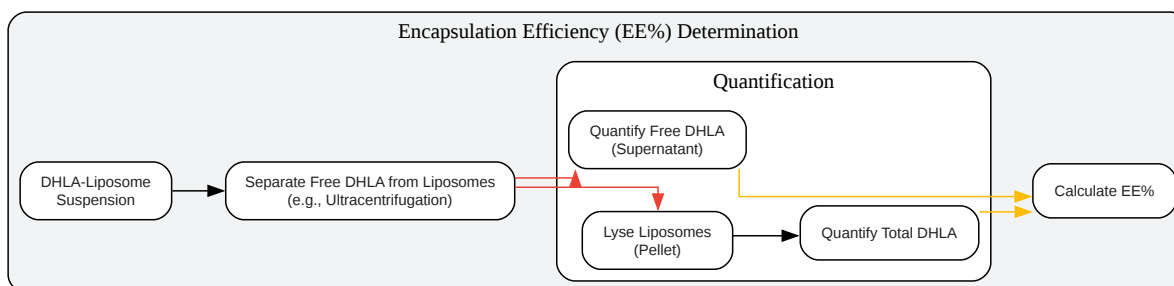 Encapsulation Efficiency (EE%) Determination
Quantification
DHLA-Liposome
Suspension
Separate Free DHLA from Liposomes
(e.g., Ultracentrifugation)
Quantify Free DHLA
(Supernatant)
Lyse Liposomes
(Pellet)
Quantify Total DHLA
Calculate EE%